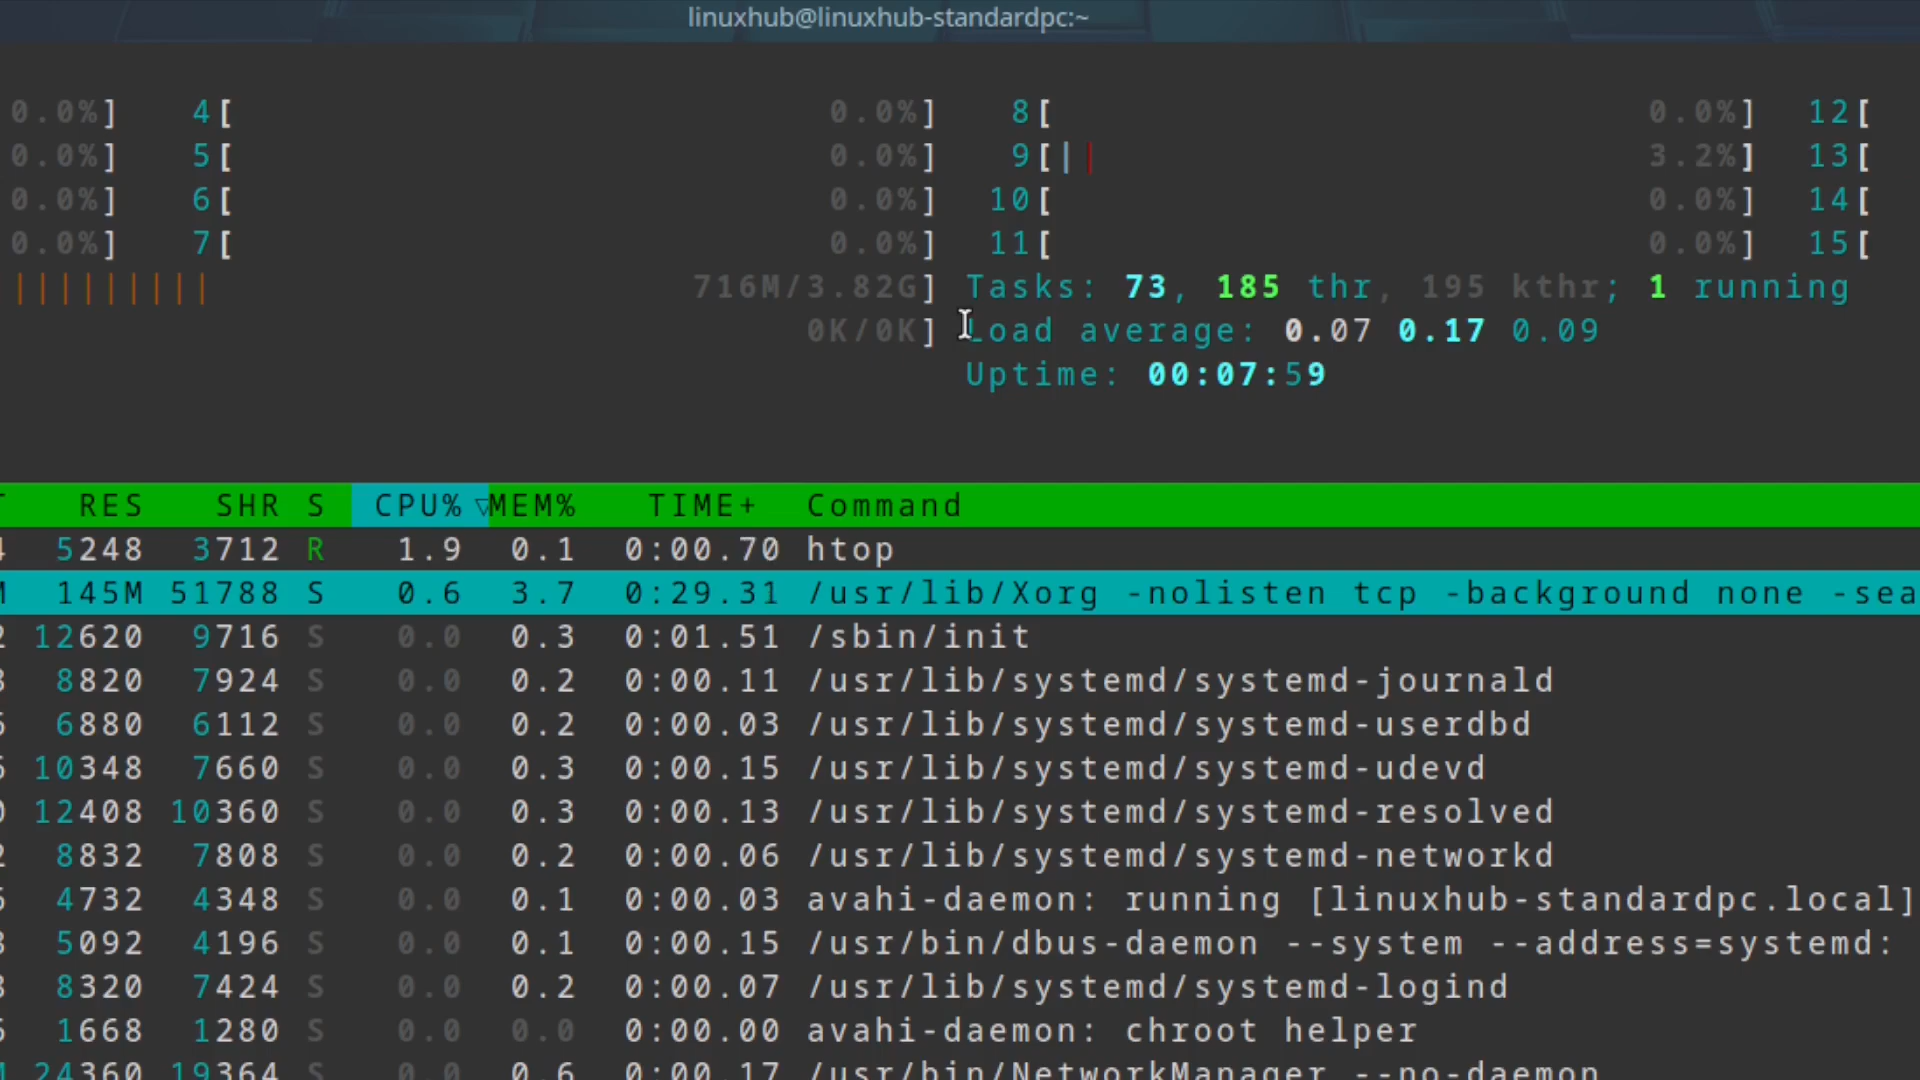 linuxhub@linuxhub-standardpc:~
0.0%] 4[ 0.0%] 8[ 0.0%] 12[
0.0%] 5[ 0.0%] 9[|| 3.2%] 13[
0.0%] 6[ 0.0%] 10[ 0.0%] 14[
0.0%] 7[ 0.0%] 11[ 0.0%] 15[
||||||||| 716M/3.82G] Tasks: 73, 185 thr, 195 kthr; 1 running
0K/0K] Load average: 0.07 0.17 0.09
Uptime: 00:07:59
RES SHR S CPU%▽MEM% TIME+ Command
5248 3712 R 1.9 0.1 0:00.70 htop
145M 51788 S 0.6 3.7 0:29.31 /usr/lib/Xorg -nolisten tcp -background none -sea
12620 9716 S 0.0 0.3 0:01.51 /sbin/init
8820 7924 S 0.0 0.2 0:00.11 /usr/lib/systemd/systemd-journald
6880 6112 S 0.0 0.2 0:00.03 /usr/lib/systemd/systemd-userdbd
10348 7660 S 0.0 0.3 0:00.15 /usr/lib/systemd/systemd-udevd
12408 10360 S 0.0 0.3 0:00.13 /usr/lib/systemd/systemd-resolved
8832 7808 S 0.0 0.2 0:00.06 /usr/lib/systemd/systemd-networkd
4732 4348 S 0.0 0.1 0:00.03 avahi-daemon: running [linuxhub-standardpc.local]
5092 4196 S 0.0 0.1 0:00.15 /usr/bin/dbus-daemon --system --address=systemd:
8320 7424 S 0.0 0.2 0:00.07 /usr/lib/systemd/systemd-logind
1668 1280 S 0.0 0.0 0:00.00 avahi-daemon: chroot helper
24360 19364 S 0.0 0.6 0:00.17 /usr/bin/NetworkManager --no-daemon